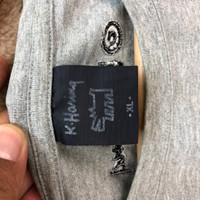 K. Haring
- XL -